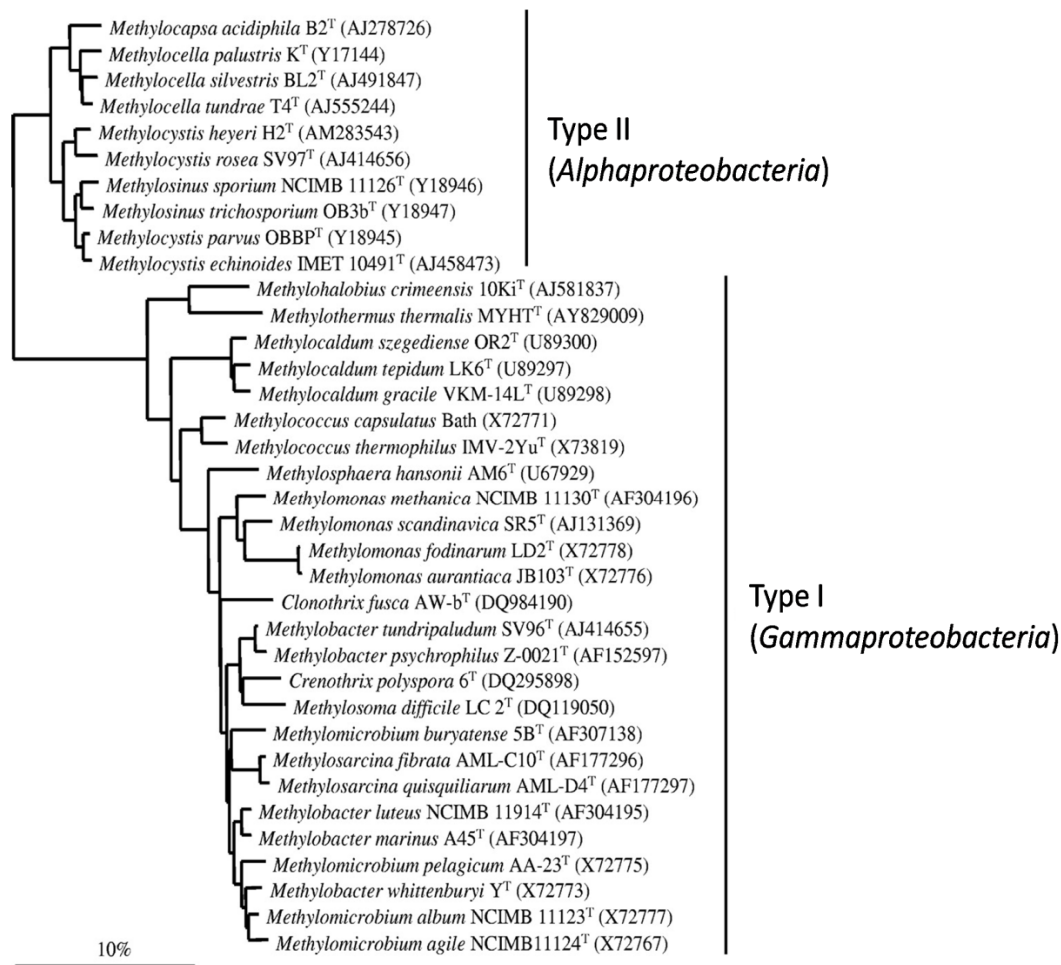 Methylocapsa acidiphila B2ᵀ (AJ278726)
Methylocella palustris Kᵀ (Y17144)
Methylocella silvestris BL2ᵀ (AJ491847)
Methylocella tundrae T4ᵀ (AJ555244)
Methylocystis heyeri H2ᵀ (AM283543)
Methylocystis rosea SV97ᵀ (AJ414656)
Methylosinus sporium NCIMB 11126ᵀ (Y18946)
Methylosinus trichosporium OB3bᵀ (Y18947)
Methylocystis parvus OBBPᵀ (Y18945)
Methylocystis echinoides IMET 10491ᵀ (AJ458473)
Type II
(Alphaproteobacteria)
Methylohalobius crimeensis 10Kiᵀ (AJ581837)
Methylothermus thermalis MYHTᵀ (AY829009)
Methylocaldum szegediense OR2ᵀ (U89300)
Methylocaldum tepidum LK6ᵀ (U89297)
Methylocaldum gracile VKM-14Lᵀ (U89298)
Methylococcus capsulatus Bath (X72771)
Methylococcus thermophilus IMV-2Yuᵀ (X73819)
Methylosphaera hansonii AM6ᵀ (U67929)
Methylomonas methanica NCIMB 11130ᵀ (AF304196)
Methylomonas scandinavica SR5ᵀ (AJ131369)
Methylomonas fodinarum LD2ᵀ (X72778)
Methylomonas aurantiaca JB103ᵀ (X72776)
Clonothrix fusca AW-bᵀ (DQ984190)
Methylobacter tundripaludum SV96ᵀ (AJ414655)
Methylobacter psychrophilus Z-0021ᵀ (AF152597)
Crenothrix polyspora 6ᵀ (DQ295898)
Methylosoma difficile LC 2ᵀ (DQ119050)
Methylomicrobium buryatense 5Bᵀ (AF307138)
Methylosarcina fibrata AML-C10ᵀ (AF177296)
Methylosarcina quisquiliarum AML-D4ᵀ (AF177297)
Methylobacter luteus NCIMB 11914ᵀ (AF304195)
Methylobacter marinus A45ᵀ (AF304197)
Methylomicrobium pelagicum AA-23ᵀ (X72775)
Methylobacter whittenburyi Yᵀ (X72773)
Methylomicrobium album NCIMB 11123ᵀ (X72777)
Methylomicrobium agile NCIMB11124ᵀ (X72767)
Type I
(Gammaproteobacteria)
10%